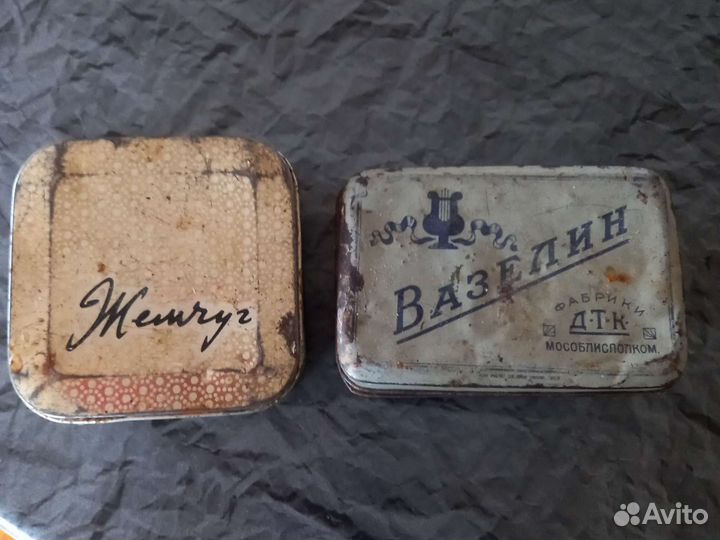 Жемчуг
ВАЗЕЛИН
ФАБРИКИ
Д·Т·К·
МОСОБЛИСПОЛКОМ.
Avito